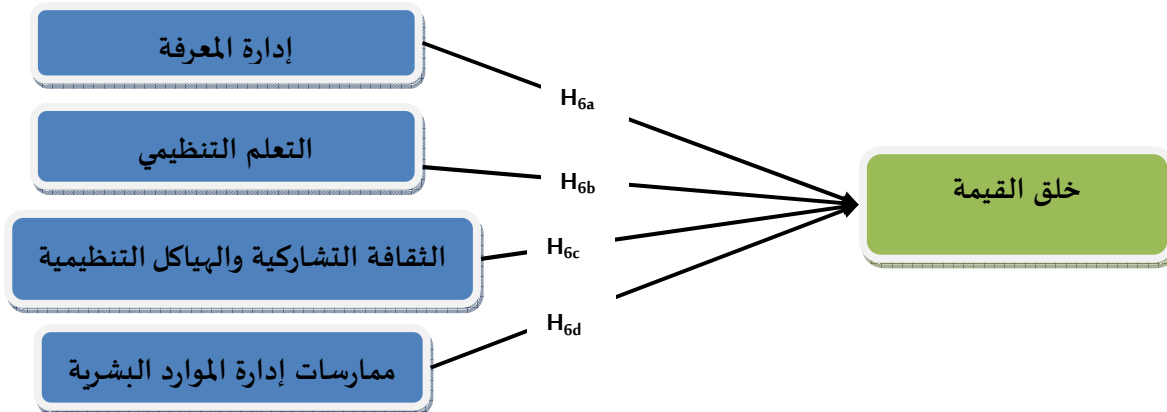 إدارة المعرفة
H6a
التعلم التنظيمي
H6b
خلق القيمة
الثقافة التشاركية والهياكل التنظيمية
H6c
H6d
ممارسات إدارة الموارد البشرية